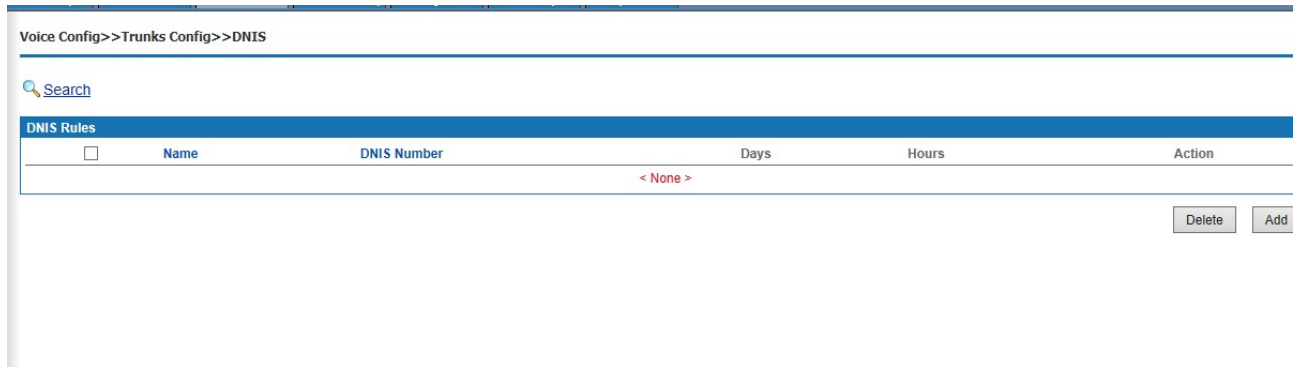 Voice Config>>Trunks Config>>DNIS
Search
DNIS Rules
Name DNIS Number Days Hours Action
< None >
Delete Add